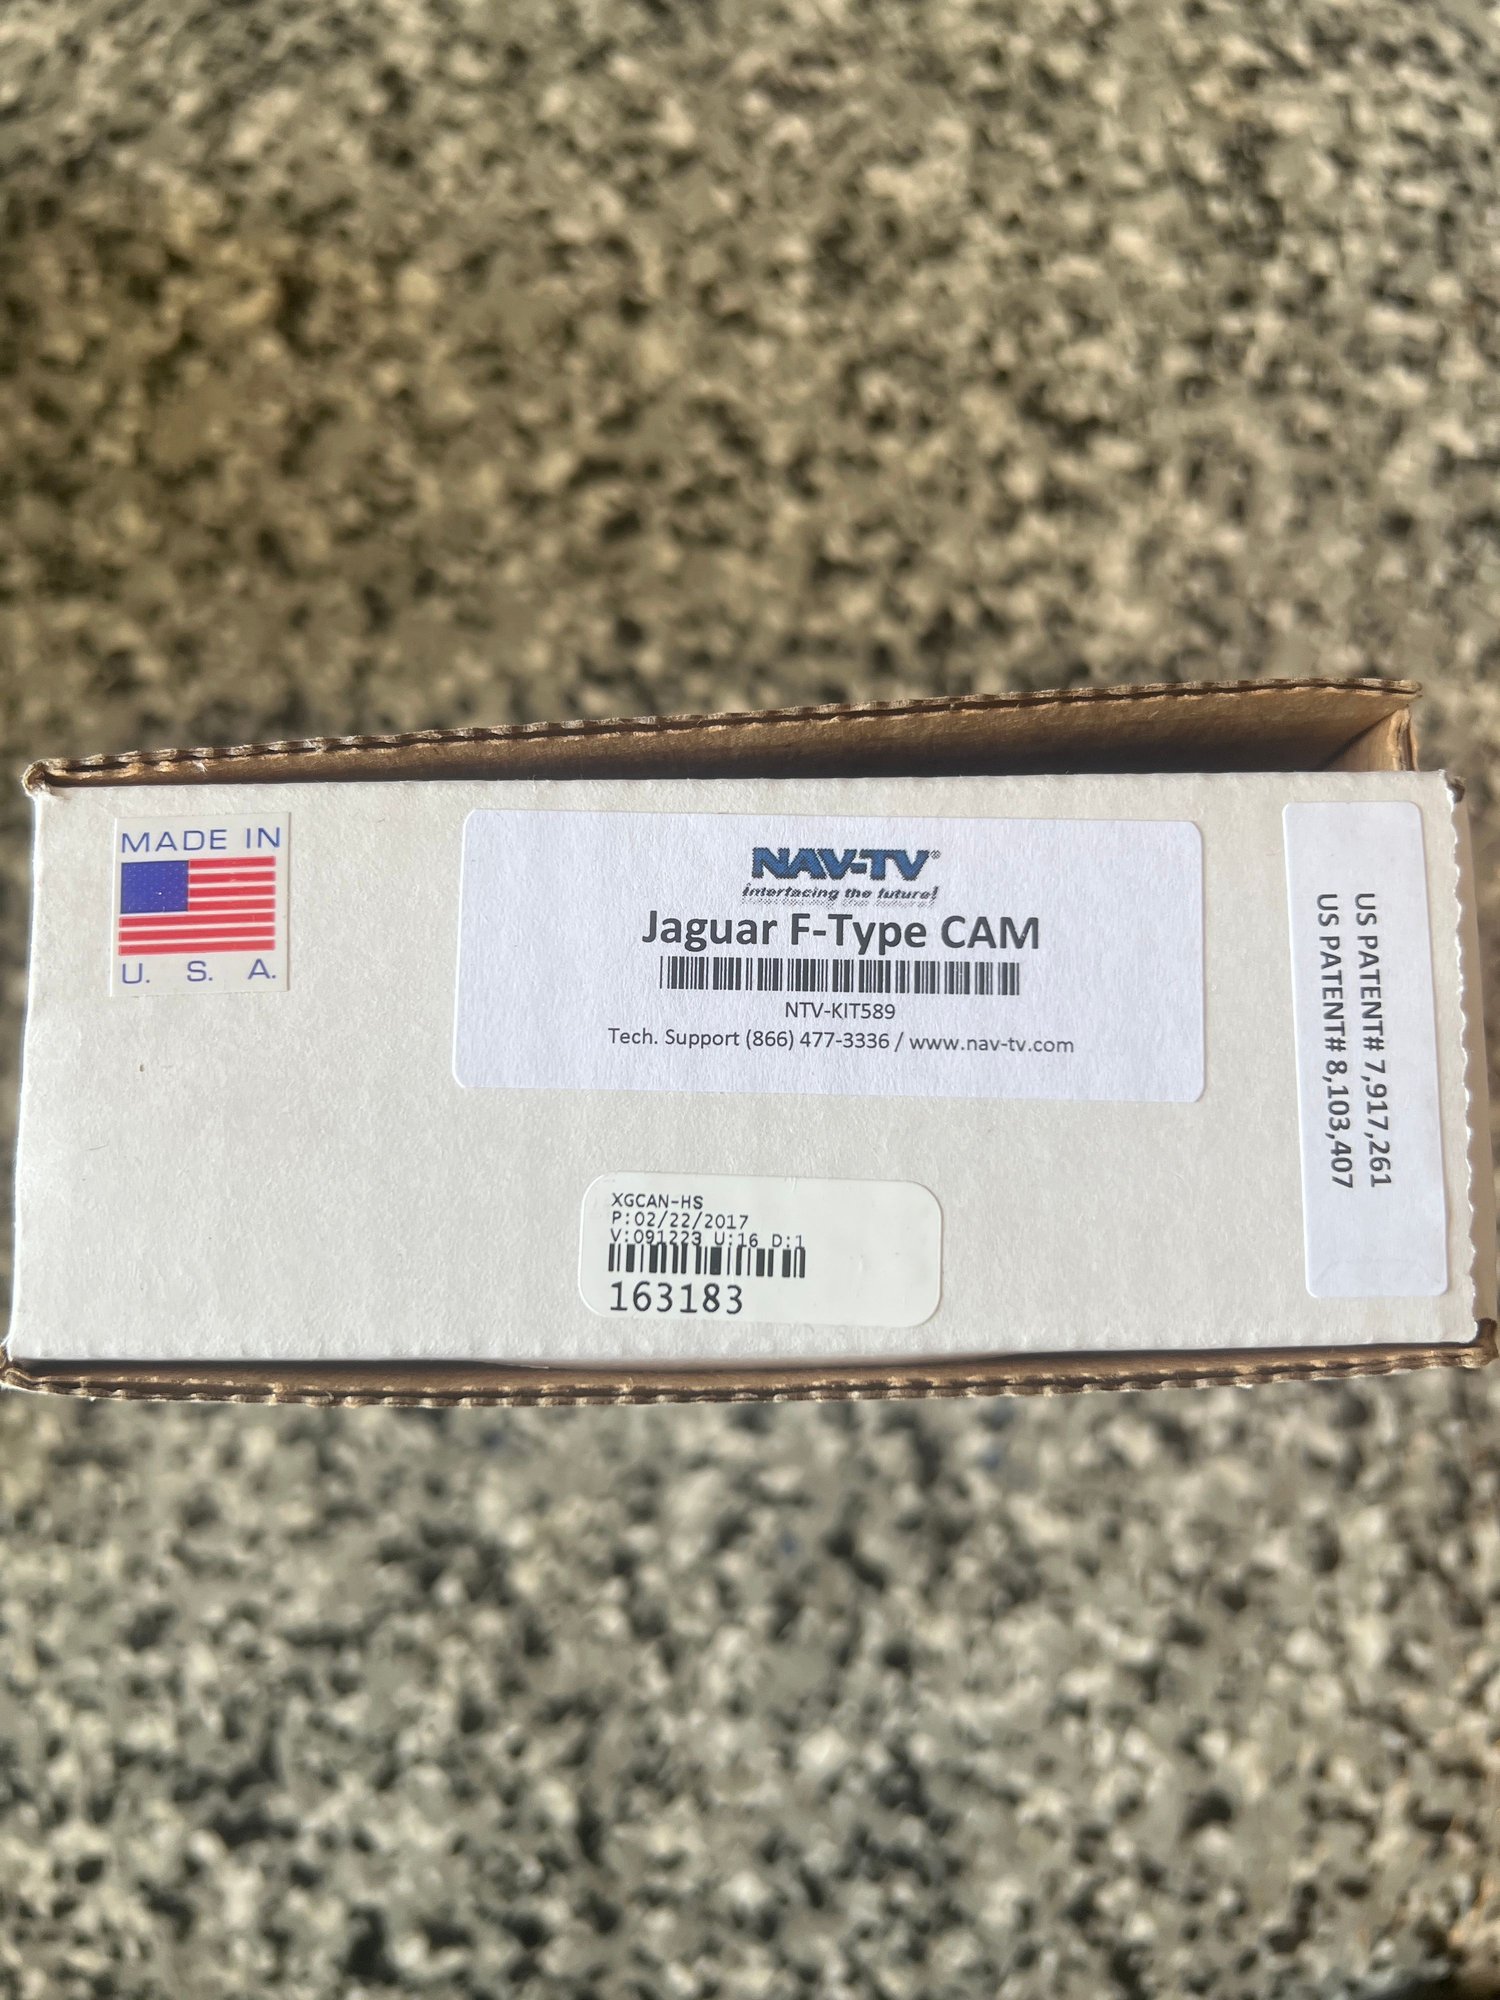 MADE IN
U. S. A.
NAV-TV®
interfacing the future!
Jaguar F-Type CAM
NTV-KIT589
Tech. Support (866) 477-3336 / www.nav-tv.com
US PATENT# 7,917,261
US PATENT# 8,103,407
XGCAN-HS
P:02/22/2017
V:091223 U:16 D:1
163183